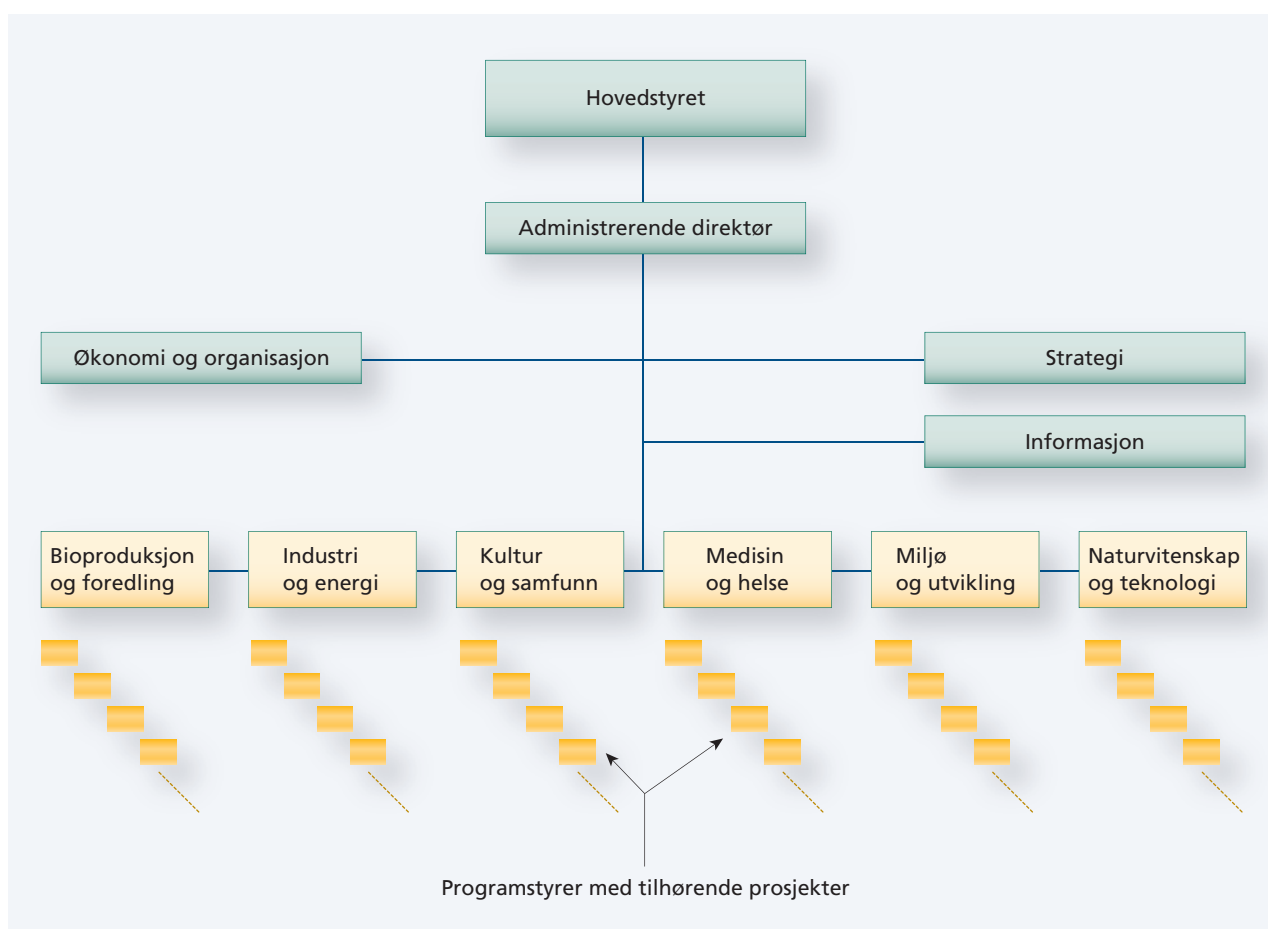 Hovedstyret
Administrerende direktør
Økonomi og organisasjon
Strategi
Informasjon
Bioproduksjon
og foredling
Industri
og energi
Kultur
og samfunn
Medisin
og helse
Miljø
og utvikling
Naturvitenskap
og teknologi
Programstyrer med tilhørende prosjekter